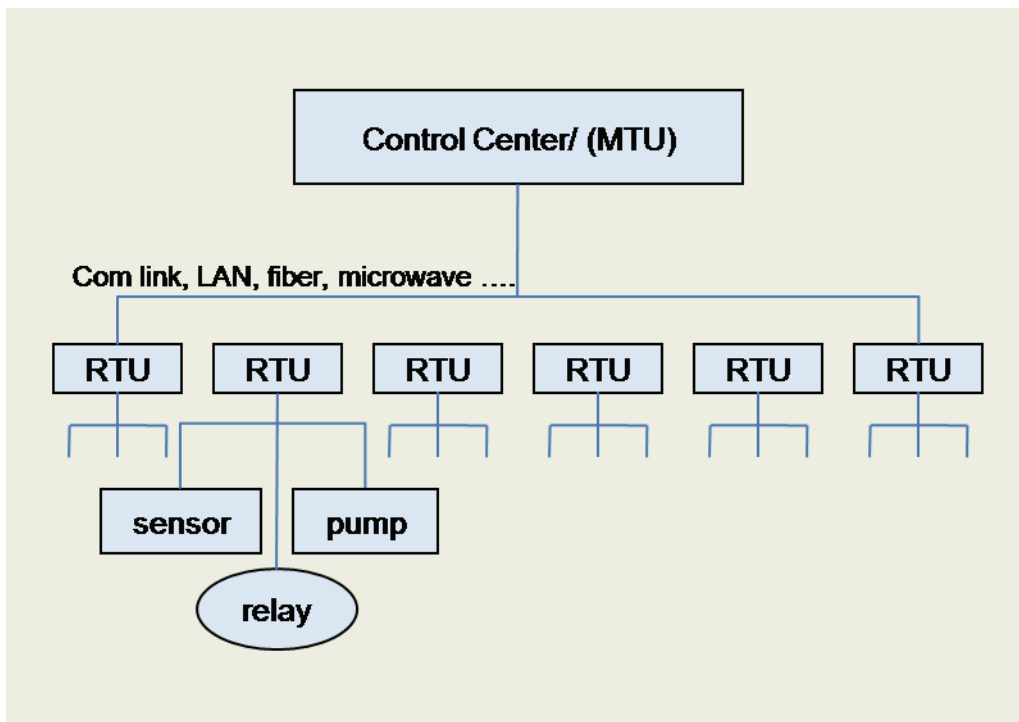 Control Center/ (MTU)
Com link, LAN, fiber, microwave ....
RTU
RTU
RTU
RTU
RTU
RTU
sensor
pump
relay